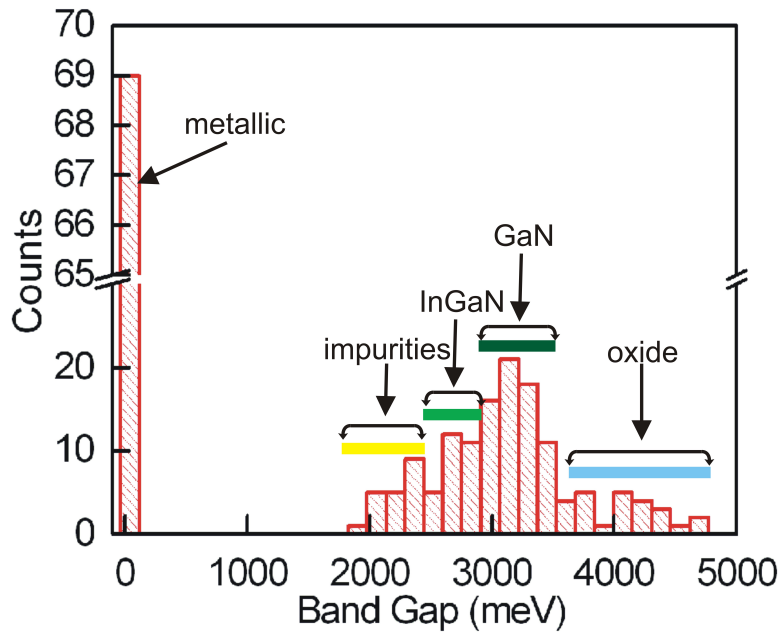 70
69
68
67
66
65
20
10
0
Counts
metallic
GaN
InGaN
impurities
oxide
0 1000 2000 3000 4000 5000
Band Gap (meV)